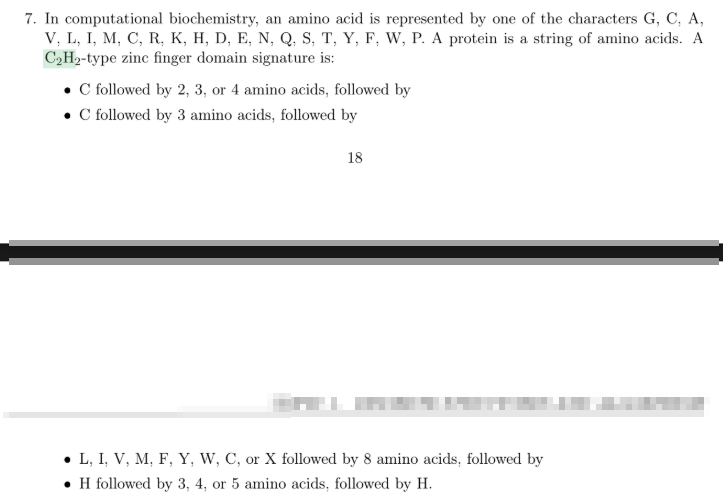 7. In computational biochemistry, an amino acid is represented by one of the characters G, C, A,
V, L, I, M, C, R, K, H, D, E, N, Q, S, T, Y, F, W, P. A protein is a string of amino acids. A
C₂H₂-type zinc finger domain signature is:
• C followed by 2, 3, or 4 amino acids, followed by
• C followed by 3 amino acids, followed by
18
• L, I, V, M, F, Y, W, C, or X followed by 8 amino acids, followed by
• H followed by 3, 4, or 5 amino acids, followed by H.